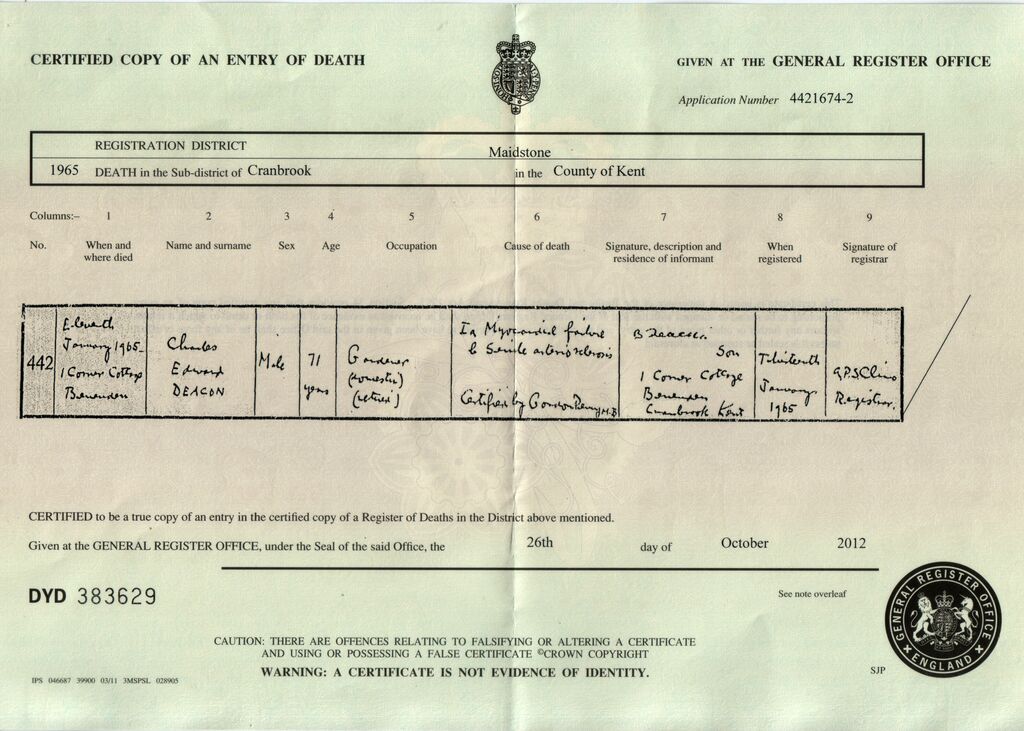 CERTIFIED COPY OF AN ENTRY OF DEATH
GIVEN AT THE GENERAL REGISTER OFFICE
Application Number 4421674-2
REGISTRATION DISTRICT Maidstone
1965 DEATH in the Sub-district of Cranbrook in the County of Kent
Columns:– 1 2 3 4 5 6 7 8 9
No. When and where died Name and surname Sex Age Occupation Cause of death Signature, description and residence of informant When registered Signature of registrar
442
Eleventh
January 1965
1 Corner Cottage
Benenden
Charles
Edward
DEACON
Male
71
years
Gardener
(domestic)
(retired)
Ia Myocardial failure
b Senile arteriosclerosis
Certified by Gordon M.B.
B Deacon
Son
1 Corner Cottage
Benenden
Cranbrook Kent
Thirteenth
January
1965
Registrar.
CERTIFIED to be a true copy of an entry in the certified copy of a Register of Deaths in the District above mentioned.
Given at the GENERAL REGISTER OFFICE, under the Seal of the said Office, the 26th day of October 2012
DYD 383629
See note overleaf
CAUTION: THERE ARE OFFENCES RELATING TO FALSIFYING OR ALTERING A CERTIFICATE
AND USING OR POSSESSING A FALSE CERTIFICATE ©CROWN COPYRIGHT
WARNING: A CERTIFICATE IS NOT EVIDENCE OF IDENTITY.
GENERAL REGISTER OFFICE
ENGLAND
SJP
IPS 046687 39900 03/11 3MSPSL 028905